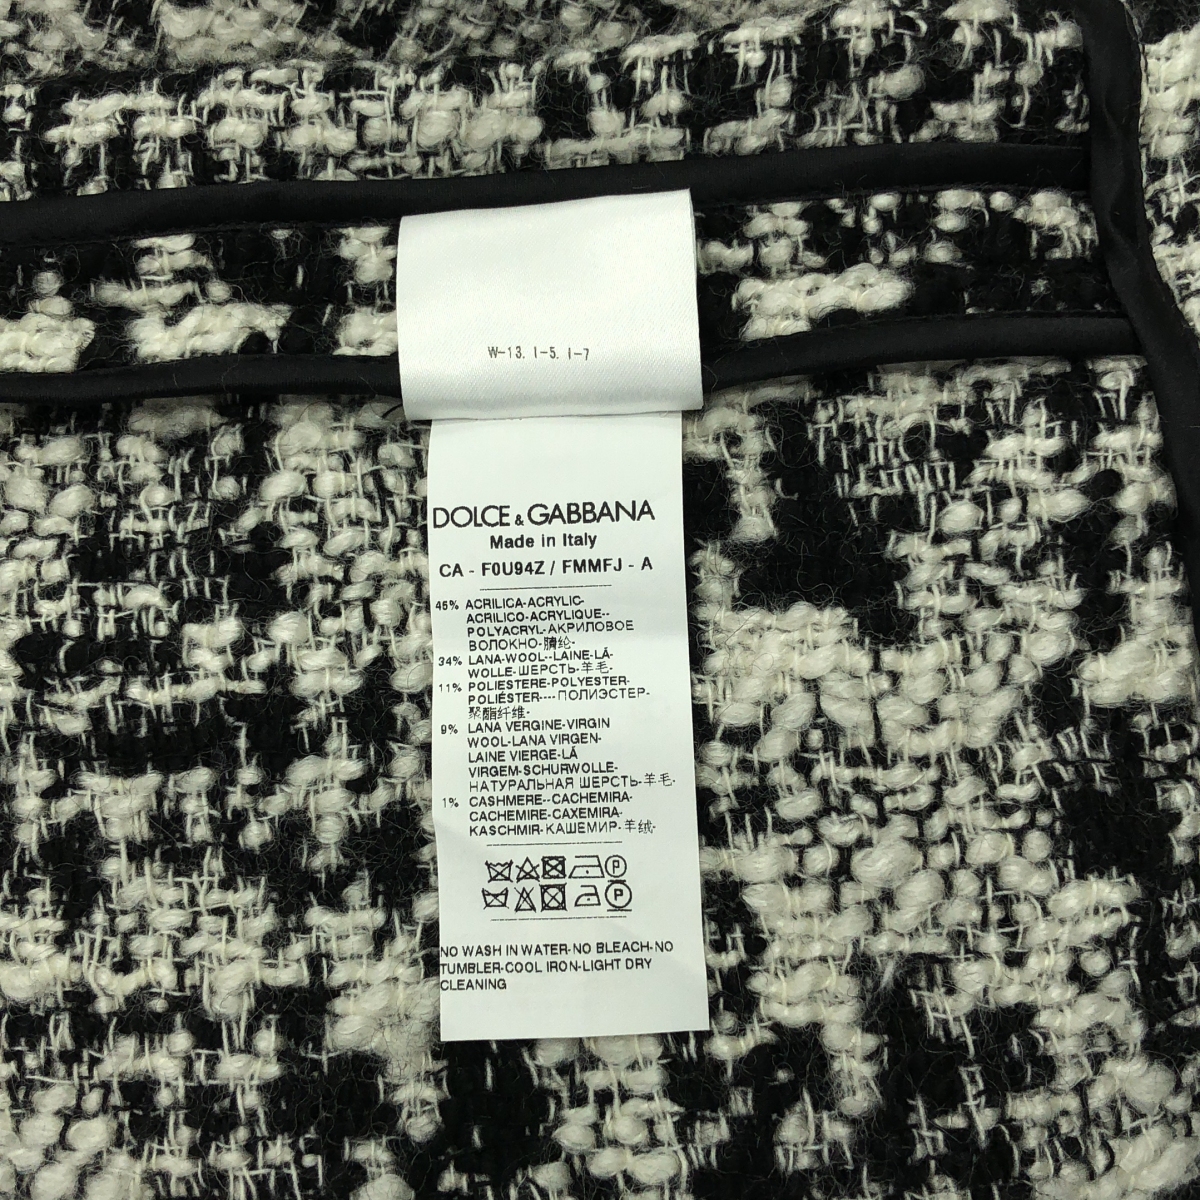 W-13. I-5. I-7
DOLCE & GABBANA
Made in Italy
CA - F0U94Z / FMMFJ - A
45% ACRILICA-ACRYLIC-
ACRILICO-ACRYLIQUE--
POLYACRYL-АКРИЛОВОЕ
ВОЛОКНО-腈纶-
34% LANA-WOOL--LAINE-LÃ-
WOLLE-ШЕРСТЬ-羊毛-
11% POLIESTERE-POLYESTER-
POLIÉSTER----ПОЛИЭСТЕР-
聚酯纤维-
9% LANA VERGINE-VIRGIN
WOOL-LANA VIRGEN-
LAINE VIERGE-LÃ
VIRGEM-SCHURWOLLE-
НАТУРАЛЬНАЯ ШЕРСТЬ-羊毛-
1% CASHMERE--CACHEMIRA-
CACHEMIRE-CAXEMIRA-
KASCHMIR-КАШЕМИР-羊绒-
P
P
NO WASH IN WATER-NO BLEACH-NO
TUMBLER-COOL IRON-LIGHT DRY
CLEANING